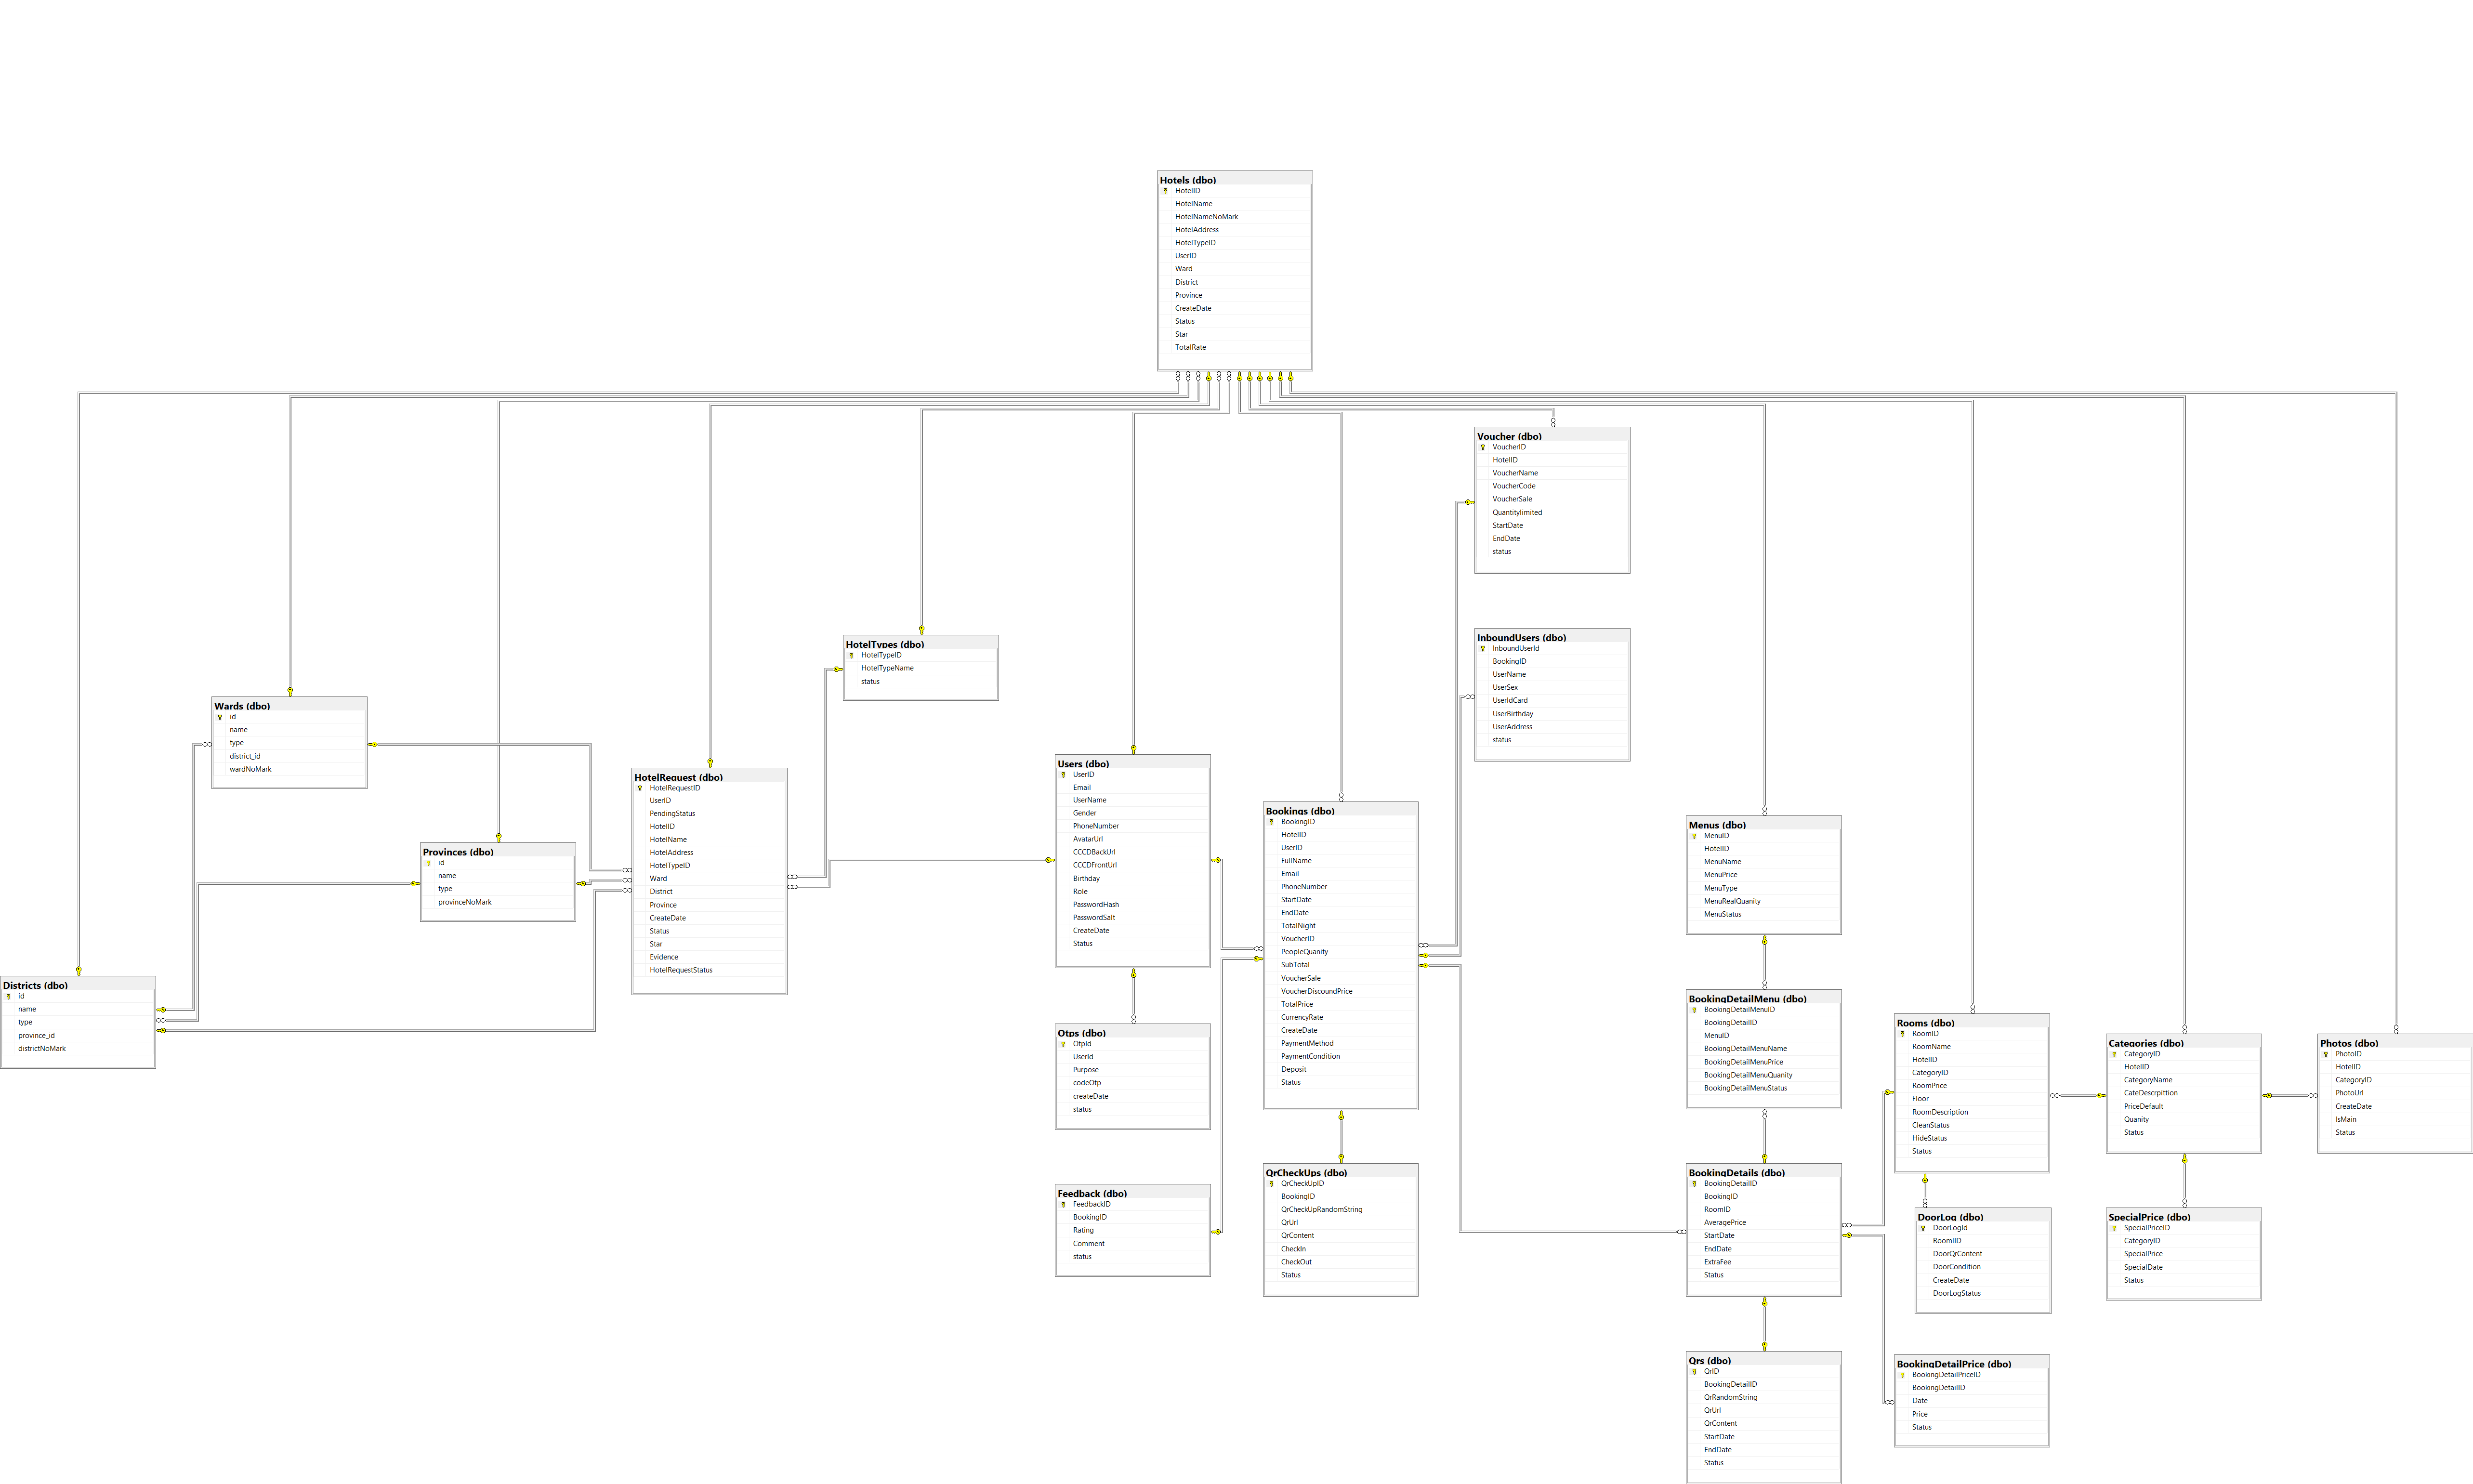 Hotels (dbo)
HotelID
HotelName
HotelNameNoMark
HotelAddress
HotelTypeID
UserID
Ward
District
Province
CreateDate
Status
Star
TotalRate
Voucher (dbo)
VoucherID
HotelID
VoucherName
VoucherCode
VoucherSale
Quantitylimited
StartDate
EndDate
status
InboundUsers (dbo)
InboundUserId
BookingID
UserName
UserSex
UserIdCard
UserBirthday
UserAddress
status
HotelTypes (dbo)
HotelTypeID
HotelTypeName
status
Wards (dbo)
id
name
type
district_id
wardNoMark
Provinces (dbo)
id
name
type
provinceNoMark
Districts (dbo)
id
name
type
province_id
districtNoMark
HotelRequest (dbo)
HotelRequestID
UserID
PendingStatus
HotelID
HotelName
HotelAddress
HotelTypeID
Ward
District
Province
CreateDate
Status
Star
Evidence
HotelRequestStatus
Users (dbo)
UserID
Email
UserName
Gender
PhoneNumber
AvatarUrl
CCCDBackUrl
CCCDFrontUrl
Birthday
Role
PasswordHash
PasswordSalt
CreateDate
Status
Otps (dbo)
OtpId
UserId
Purpose
codeOtp
createDate
status
Feedback (dbo)
FeedbackID
BookingID
Rating
Comment
status
Bookings (dbo)
BookingID
HotelID
UserID
FullName
Email
PhoneNumber
StartDate
EndDate
TotalNight
VoucherID
PeopleQuanity
SubTotal
VoucherSale
VoucherDiscoundPrice
TotalPrice
CurrencyRate
CreateDate
PaymentMethod
PaymentCondition
Deposit
Status
QrCheckUps (dbo)
QrCheckUpID
BookingID
QrCheckUpRandomString
QrUrl
QrContent
CheckIn
CheckOut
Status
Menus (dbo)
MenuID
HotelID
MenuName
MenuPrice
MenuType
MenuRealQuanity
MenuStatus
BookingDetailMenu (dbo)
BookingDetailMenuID
BookingDetailID
MenuID
BookingDetailMenuName
BookingDetailMenuPrice
BookingDetailMenuQuanity
BookingDetailMenuStatus
BookingDetails (dbo)
BookingDetailID
BookingID
RoomID
AveragePrice
StartDate
EndDate
ExtraFee
Status
Qrs (dbo)
QrID
BookingDetailID
QrRandomString
QrUrl
QrContent
StartDate
EndDate
Status
Rooms (dbo)
RoomID
RoomName
HotelID
CategoryID
RoomPrice
Floor
RoomDescription
CleanStatus
HideStatus
Status
DoorLog (dbo)
DoorLogId
RoomIID
DoorQrContent
DoorCondition
CreateDate
DoorLogStatus
BookingDetailPrice (dbo)
BookingDetailPriceID
BookingDetailID
Date
Price
Status
Categories (dbo)
CategoryID
HotelID
CategoryName
CateDescrpittion
PriceDefault
Quanity
Status
SpecialPrice (dbo)
SpecialPriceID
CategoryID
SpecialPrice
SpecialDate
Status
Photos (dbo)
PhotoID
HotelID
CategoryID
PhotoUrl
CreateDate
IsMain
Status